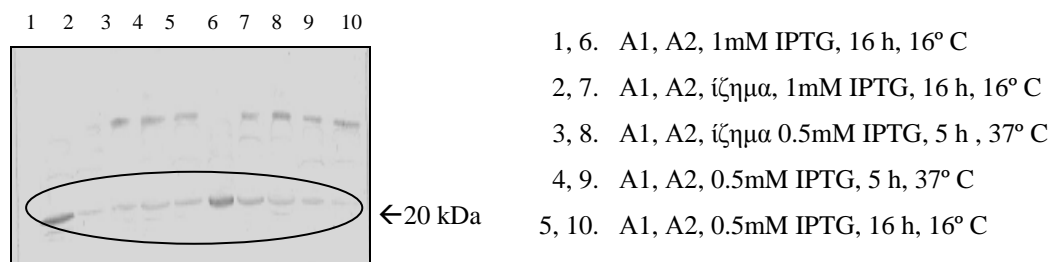 1 2 3 4 5 6 7 8 9 10
←20 kDa
1, 6. A1, A2, 1mM IPTG, 16 h, 16º C
2, 7. A1, A2, ίζημα, 1mM IPTG, 16 h, 16º C
3, 8. A1, A2, ίζημα 0.5mM IPTG, 5 h , 37º C
4, 9. A1, A2, 0.5mM IPTG, 5 h, 37º C
5, 10. A1, A2, 0.5mM IPTG, 16 h, 16º C